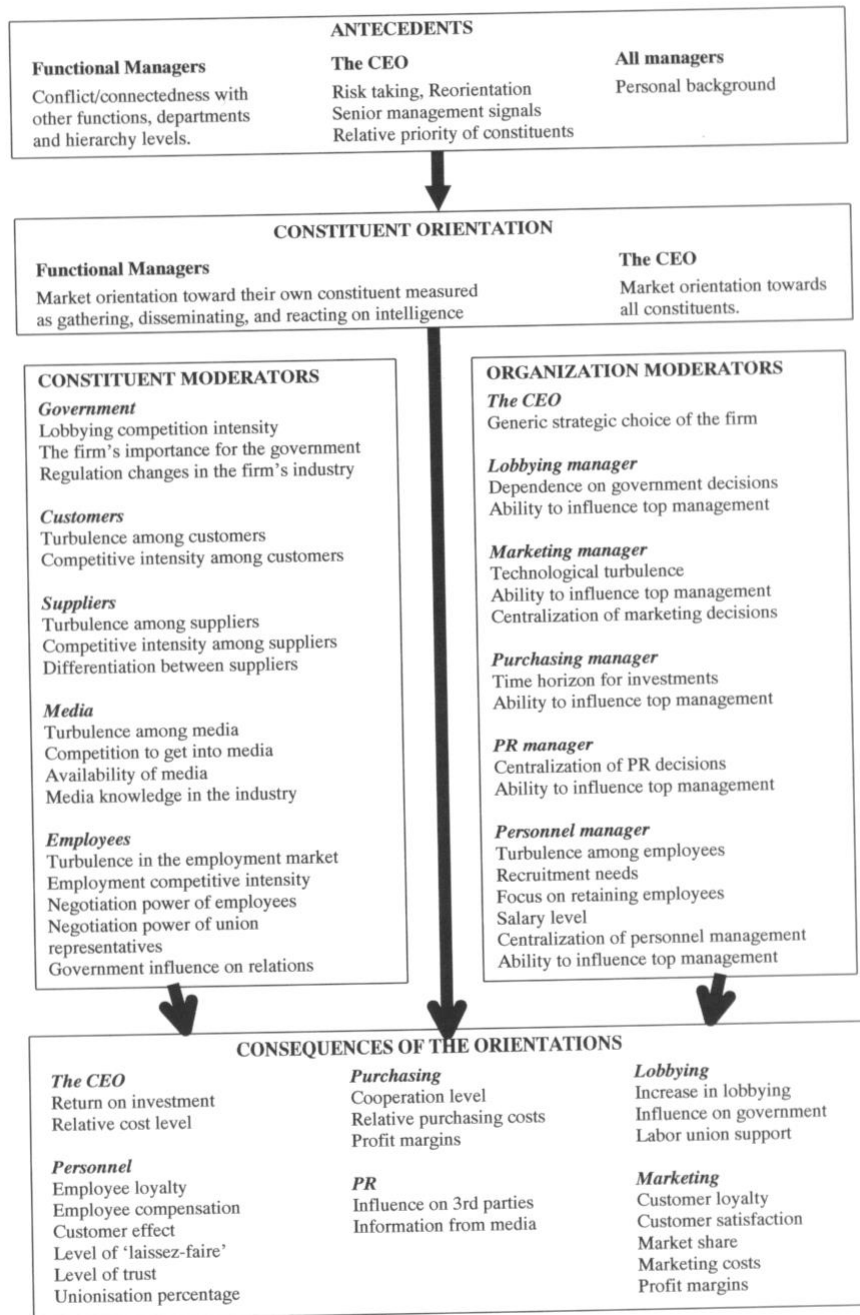 ANTECEDENTS
Functional Managers
Conflict/connectedness with
other functions, departments
and hierarchy levels.
The CEO
Risk taking, Reorientation
Senior management signals
Relative priority of constituents
All managers
Personal background
CONSTITUENT ORIENTATION
Functional Managers
Market orientation toward their own constituent measured
as gathering, disseminating, and reacting on intelligence
The CEO
Market orientation towards
all constituents.
CONSTITUENT MODERATORS
Government
Lobbying competition intensity
The firm's importance for the government
Regulation changes in the firm's industry
Customers
Turbulence among customers
Competitive intensity among customers
Suppliers
Turbulence among suppliers
Competitive intensity among suppliers
Differentiation between suppliers
Media
Turbulence among media
Competition to get into media
Availability of media
Media knowledge in the industry
Employees
Turbulence in the employment market
Employment competitive intensity
Negotiation power of employees
Negotiation power of union
representatives
Government influence on relations
ORGANIZATION MODERATORS
The CEO
Generic strategic choice of the firm
Lobbying manager
Dependence on government decisions
Ability to influence top management
Marketing manager
Technological turbulence
Ability to influence top management
Centralization of marketing decisions
Purchasing manager
Time horizon for investments
Ability to influence top management
PR manager
Centralization of PR decisions
Ability to influence top management
Personnel manager
Turbulence among employees
Recruitment needs
Focus on retaining employees
Salary level
Centralization of personnel management
Ability to influence top management
CONSEQUENCES OF THE ORIENTATIONS
The CEO
Return on investment
Relative cost level
Personnel
Employee loyalty
Employee compensation
Customer effect
Level of 'laissez-faire'
Level of trust
Unionisation percentage
Purchasing
Cooperation level
Relative purchasing costs
Profit margins
PR
Influence on 3rd parties
Information from media
Lobbying
Increase in lobbying
Influence on government
Labor union support
Marketing
Customer loyalty
Customer satisfaction
Market share
Marketing costs
Profit margins